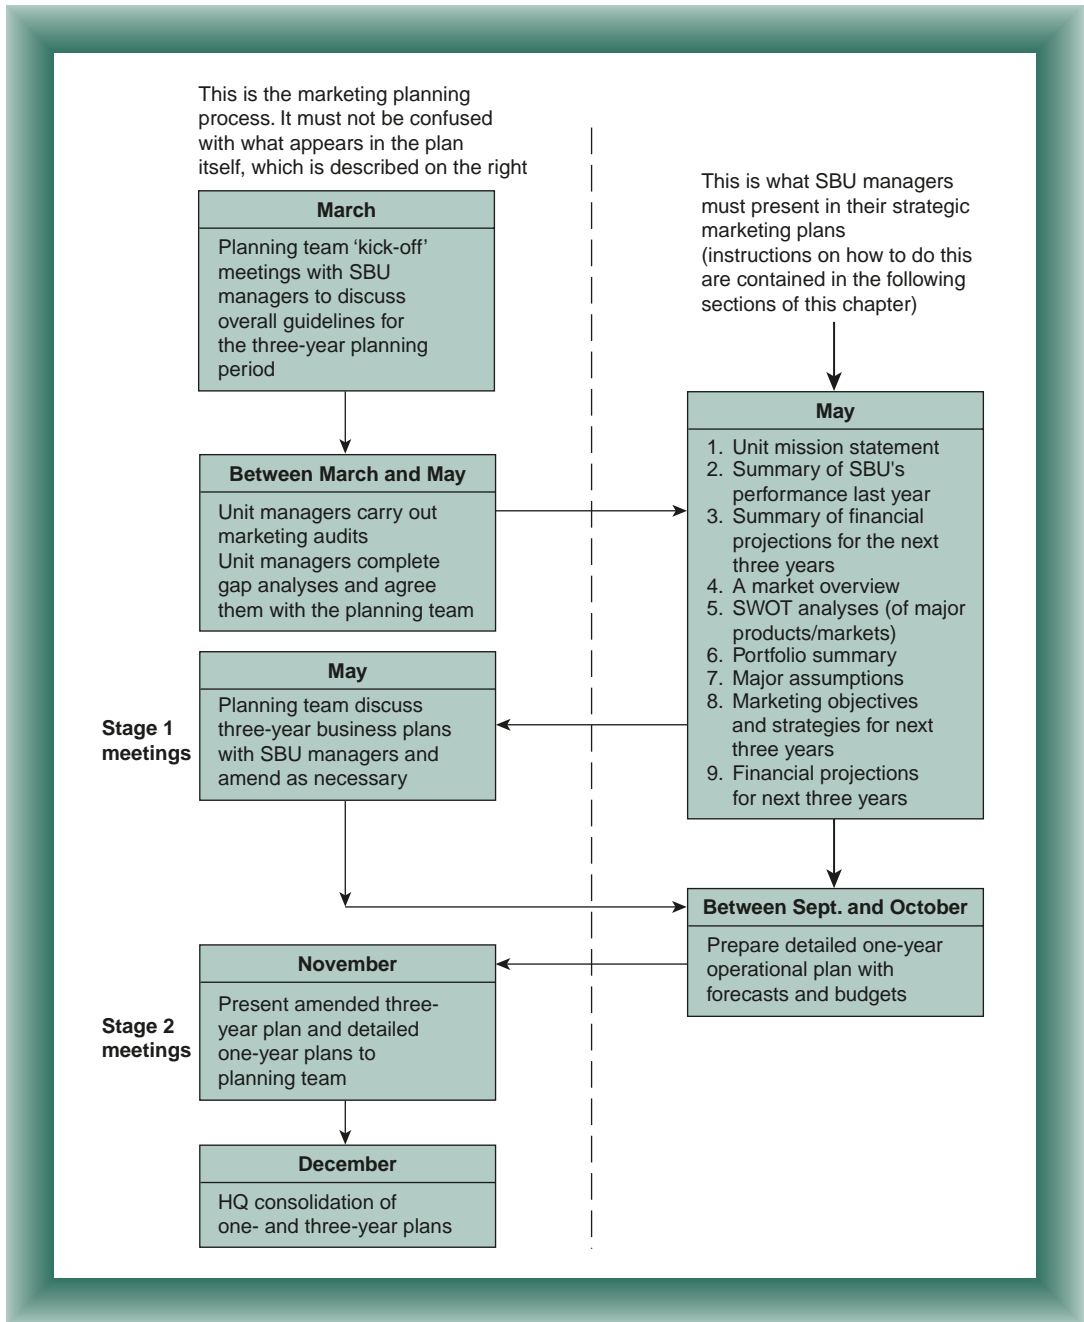 This is the marketing planning
process. It must not be confused
with what appears in the plan
itself, which is described on the right
March
Planning team ‘kick-off’
meetings with SBU
managers to discuss
overall guidelines for
the three-year planning
period
Between March and May
Unit managers carry out
marketing audits
Unit managers complete
gap analyses and agree
them with the planning team
Stage 1
meetings
May
Planning team discuss
three-year business plans
with SBU managers and
amend as necessary
Stage 2
meetings
November
Present amended three-
year plan and detailed
one-year plans to
planning team
December
HQ consolidation of
one- and three-year plans
This is what SBU managers
must present in their strategic
marketing plans
(instructions on how to do this
are contained in the following
sections of this chapter)
May
1. Unit mission statement
2. Summary of SBU's
performance last year
3. Summary of financial
projections for the next
three years
4. A market overview
5. SWOT analyses (of major
products/markets)
6. Portfolio summary
7. Major assumptions
8. Marketing objectives
and strategies for next
three years
9. Financial projections
for next three years
Between Sept. and October
Prepare detailed one-year
operational plan with
forecasts and budgets